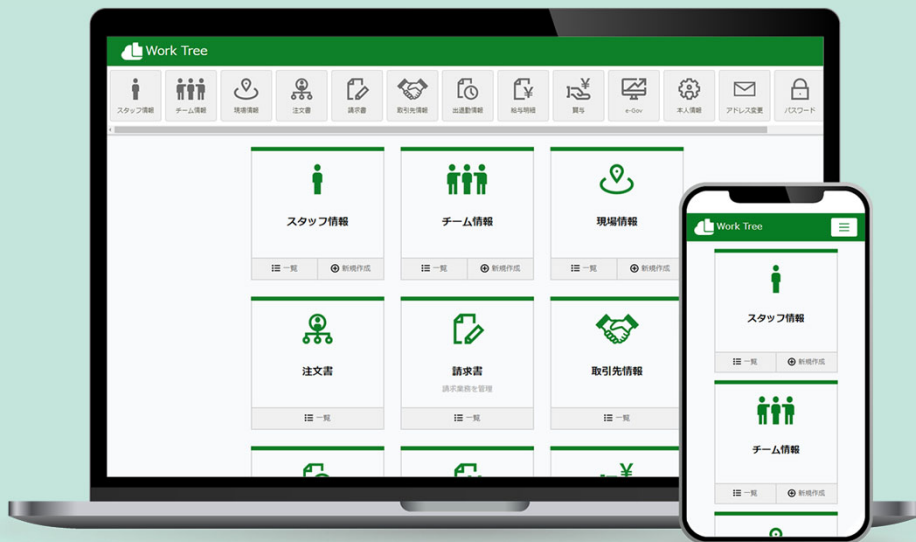 Work Tree
スタッフ情報 チーム情報 現場情報 注文書 請求書 取引先情報 出退勤情報 給与明細 賞与 e-Gov 本人情報 アドレス変更 パスワード
スタッフ情報 チーム情報 現場情報
一覧 新規作成 一覧 新規作成 一覧 新規作成
注文書 請求書 取引先情報
請求業務を管理
一覧 一覧 一覧
Work Tree
スタッフ情報
一覧 新規作成
チーム情報
一覧 新規作成